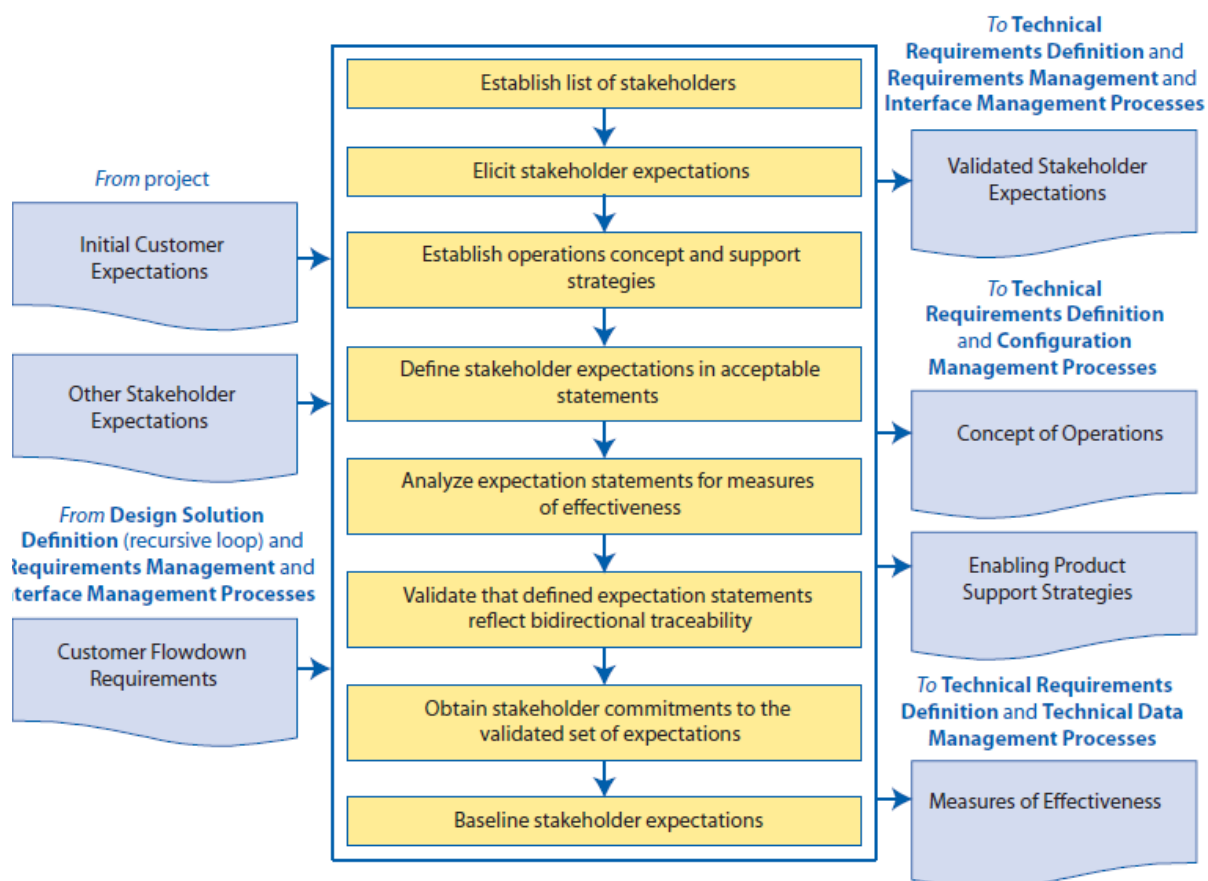 From project
Initial Customer
Expectations
Other Stakeholder
Expectations
From Design Solution
Definition (recursive loop) and
Requirements Management and
Interface Management Processes
Customer Flowdown
Requirements
Establish list of stakeholders
Elicit stakeholder expectations
Establish operations concept and support
strategies
Define stakeholder expectations in acceptable
statements
Analyze expectation statements for measures
of effectiveness
Validate that defined expectation statements
reflect bidirectional traceability
Obtain stakeholder commitments to the
validated set of expectations
Baseline stakeholder expectations
To Technical
Requirements Definition and
Requirements Management and
Interface Management Processes
Validated Stakeholder
Expectations
To Technical
Requirements Definition
and Configuration
Management Processes
Concept of Operations
Enabling Product
Support Strategies
To Technical Requirements
Definition and Technical Data
Management Processes
Measures of Effectiveness